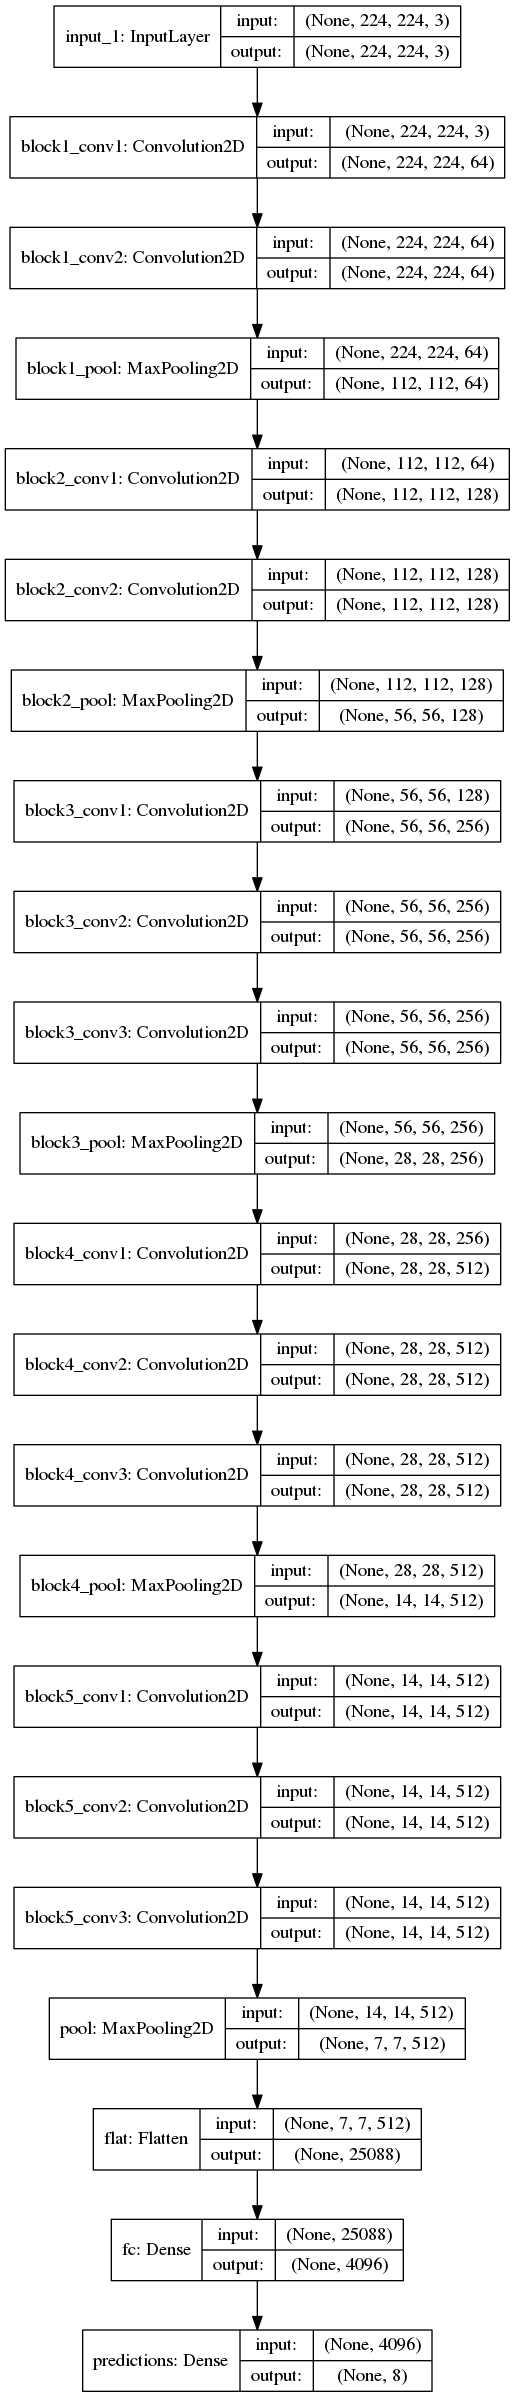 input_1: InputLayer
input: (None, 224, 224, 3)
output: (None, 224, 224, 3)
block1_conv1: Convolution2D
input: (None, 224, 224, 3)
output: (None, 224, 224, 64)
block1_conv2: Convolution2D
input: (None, 224, 224, 64)
output: (None, 224, 224, 64)
block1_pool: MaxPooling2D
input: (None, 224, 224, 64)
output: (None, 112, 112, 64)
block2_conv1: Convolution2D
input: (None, 112, 112, 64)
output: (None, 112, 112, 128)
block2_conv2: Convolution2D
input: (None, 112, 112, 128)
output: (None, 112, 112, 128)
block2_pool: MaxPooling2D
input: (None, 112, 112, 128)
output: (None, 56, 56, 128)
block3_conv1: Convolution2D
input: (None, 56, 56, 128)
output: (None, 56, 56, 256)
block3_conv2: Convolution2D
input: (None, 56, 56, 256)
output: (None, 56, 56, 256)
block3_conv3: Convolution2D
input: (None, 56, 56, 256)
output: (None, 56, 56, 256)
block3_pool: MaxPooling2D
input: (None, 56, 56, 256)
output: (None, 28, 28, 256)
block4_conv1: Convolution2D
input: (None, 28, 28, 256)
output: (None, 28, 28, 512)
block4_conv2: Convolution2D
input: (None, 28, 28, 512)
output: (None, 28, 28, 512)
block4_conv3: Convolution2D
input: (None, 28, 28, 512)
output: (None, 28, 28, 512)
block4_pool: MaxPooling2D
input: (None, 28, 28, 512)
output: (None, 14, 14, 512)
block5_conv1: Convolution2D
input: (None, 14, 14, 512)
output: (None, 14, 14, 512)
block5_conv2: Convolution2D
input: (None, 14, 14, 512)
output: (None, 14, 14, 512)
block5_conv3: Convolution2D
input: (None, 14, 14, 512)
output: (None, 14, 14, 512)
pool: MaxPooling2D
input: (None, 14, 14, 512)
output: (None, 7, 7, 512)
flat: Flatten
input: (None, 7, 7, 512)
output: (None, 25088)
fc: Dense
input: (None, 25088)
output: (None, 4096)
predictions: Dense
input: (None, 4096)
output: (None, 8)